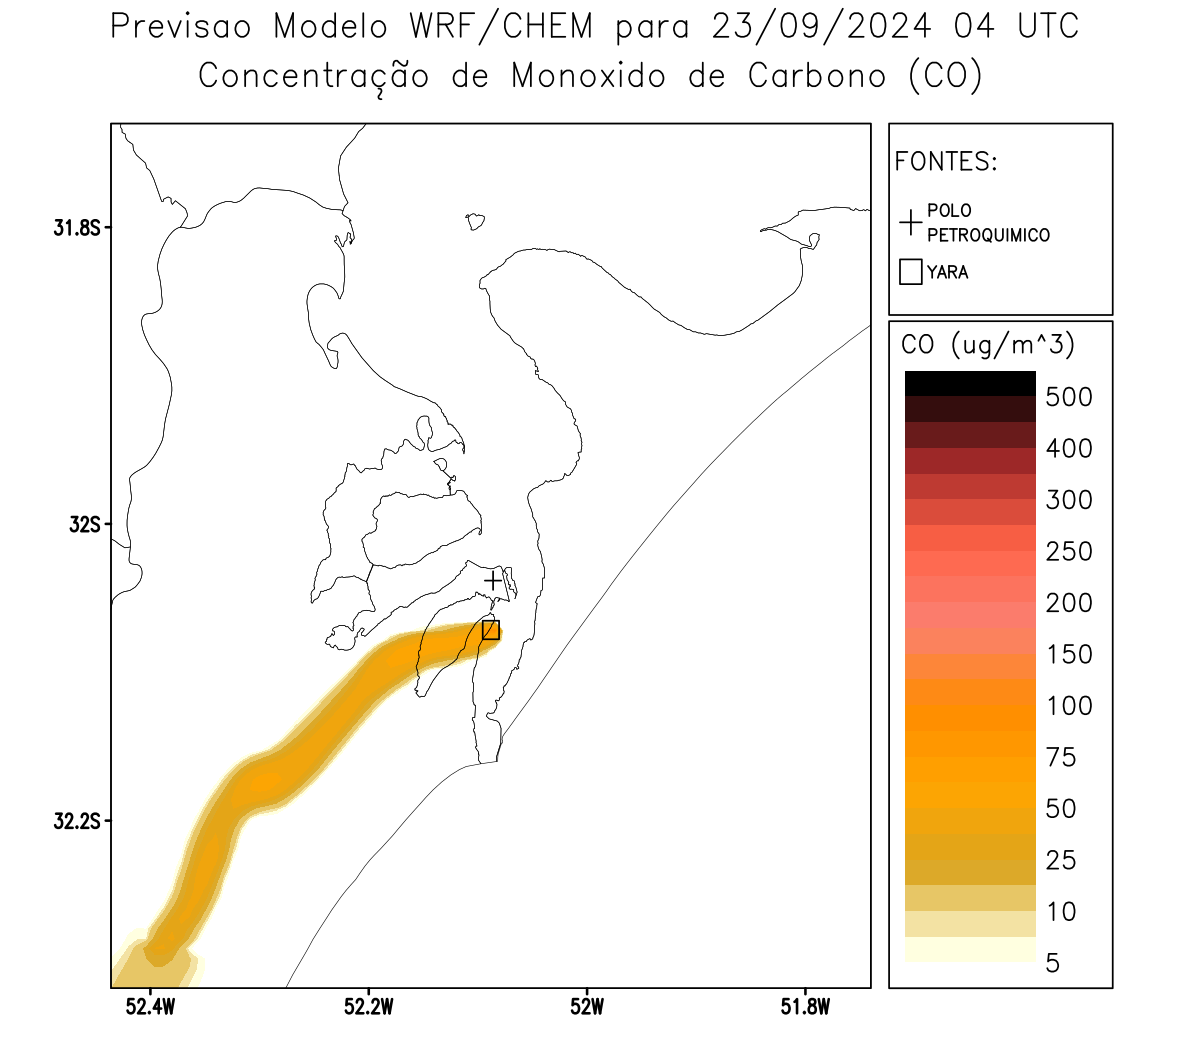 Previsao Modelo WRF/CHEM para 23/09/2024 04 UTC
Concentração de Monoxido de Carbono (CO)
FONTES:
POLO
PETROQUIMICO
YARA
CO (ug/m^3)
500
400
300
250
200
150
100
75
50
25
10
5
31.8S
32S
32.2S
52.4W 52.2W 52W 51.8W